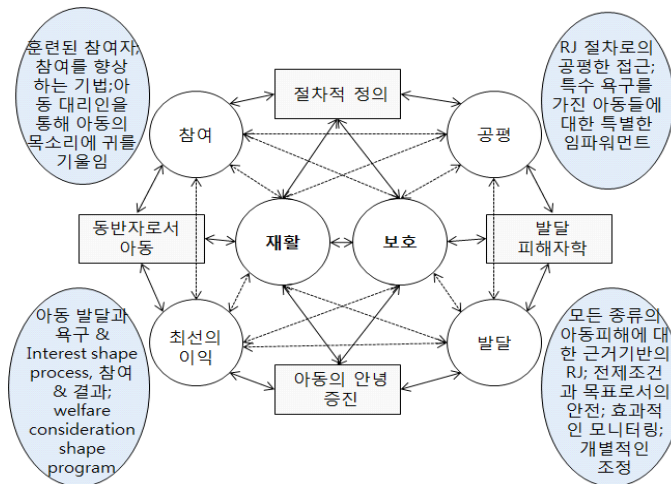 훈련된 참여자;
참여를 향상
하는 기법;아
동 대리인을
통해 아동의
목소리에 귀를
기울임
RJ 절차로의
공평한 접근;
특수 욕구를
가진 아동들에
대한 특별한
임파워먼트
절차적 정의
참여
공평
동반자로서
아동
재활
보호
발달
피해자학
최선의
이익
발달
아동의 안녕
증진
아동 발달과
욕구 &
Interest shape
process, 참여
& 결과;
welfare
consideration
shape
program
모든 종류의
아동피해에 대
한 근거기반의
RJ; 전제조건
과 목표로서의
안전; 효과적
인 모니터링;
개별적인
조정